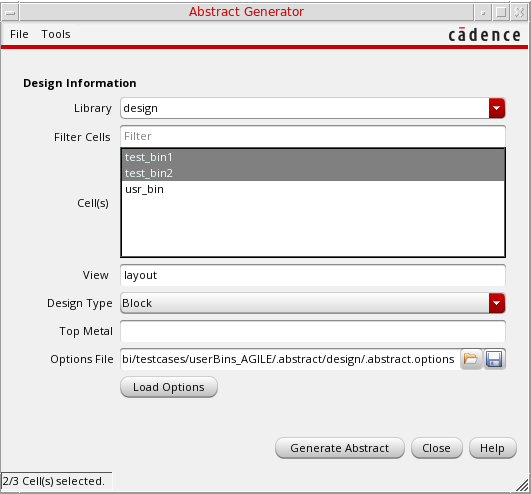 Abstract Generator
File Tools cādence
Design Information
Library design
Filter Cells Filter
test_bin1
test_bin2
usr_bin
Cell(s)
View layout
Design Type Block
Top Metal
Options File bi/testcases/userBins_AGILE/.abstract/design/.abstract.options
Load Options
Generate Abstract Close Help
2/3 Cell(s) selected.